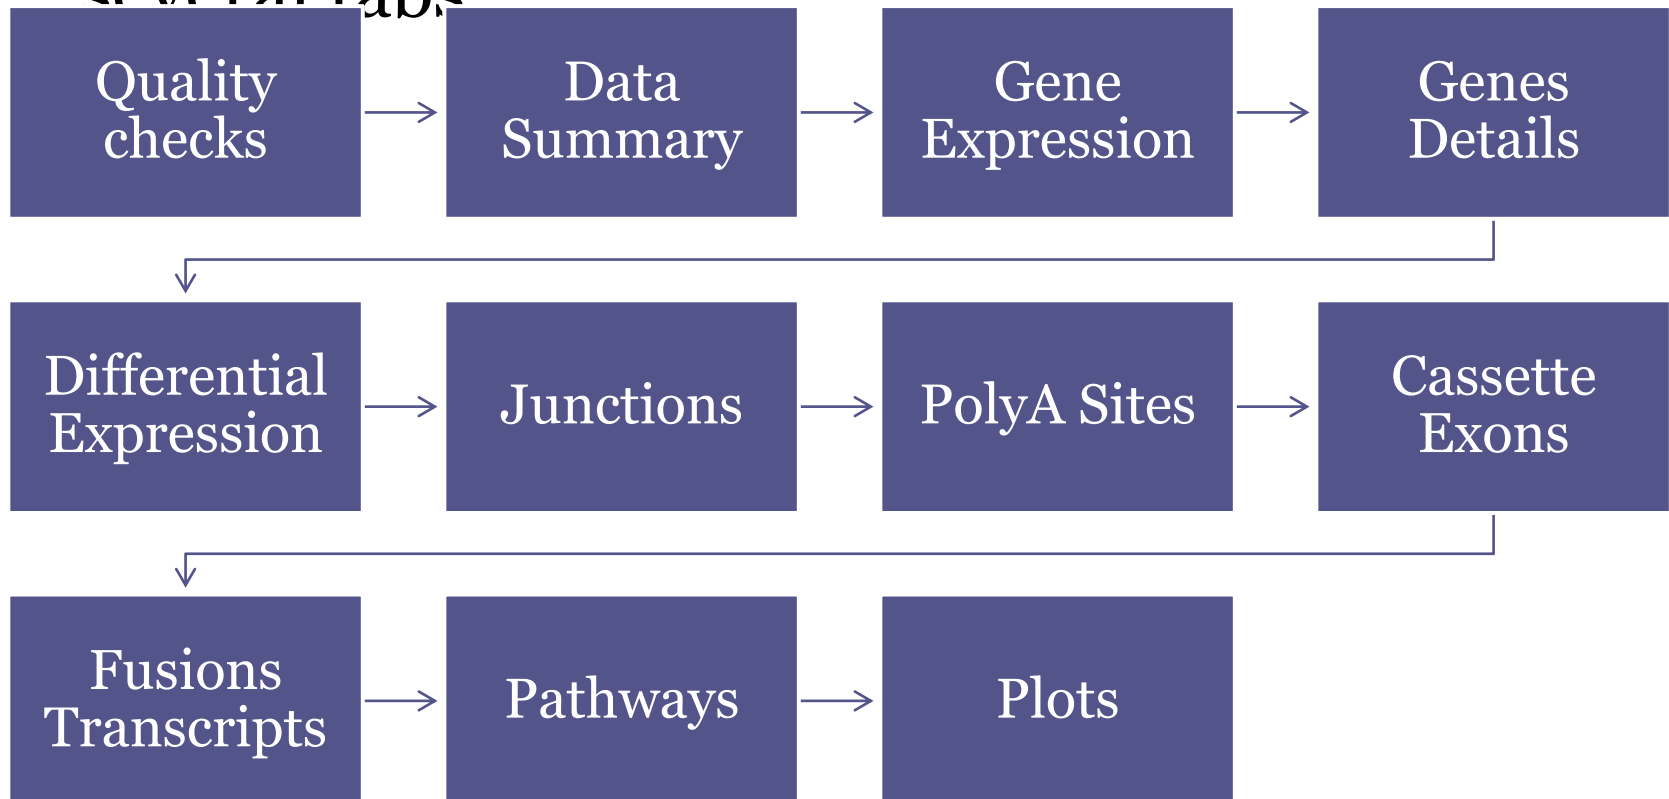 Quality
checks
Data
Summary
Gene
Expression
Genes
Details
Differential
Expression
Junctions
PolyA Sites
Cassette
Exons
Fusions
Transcripts
Pathways
Plots